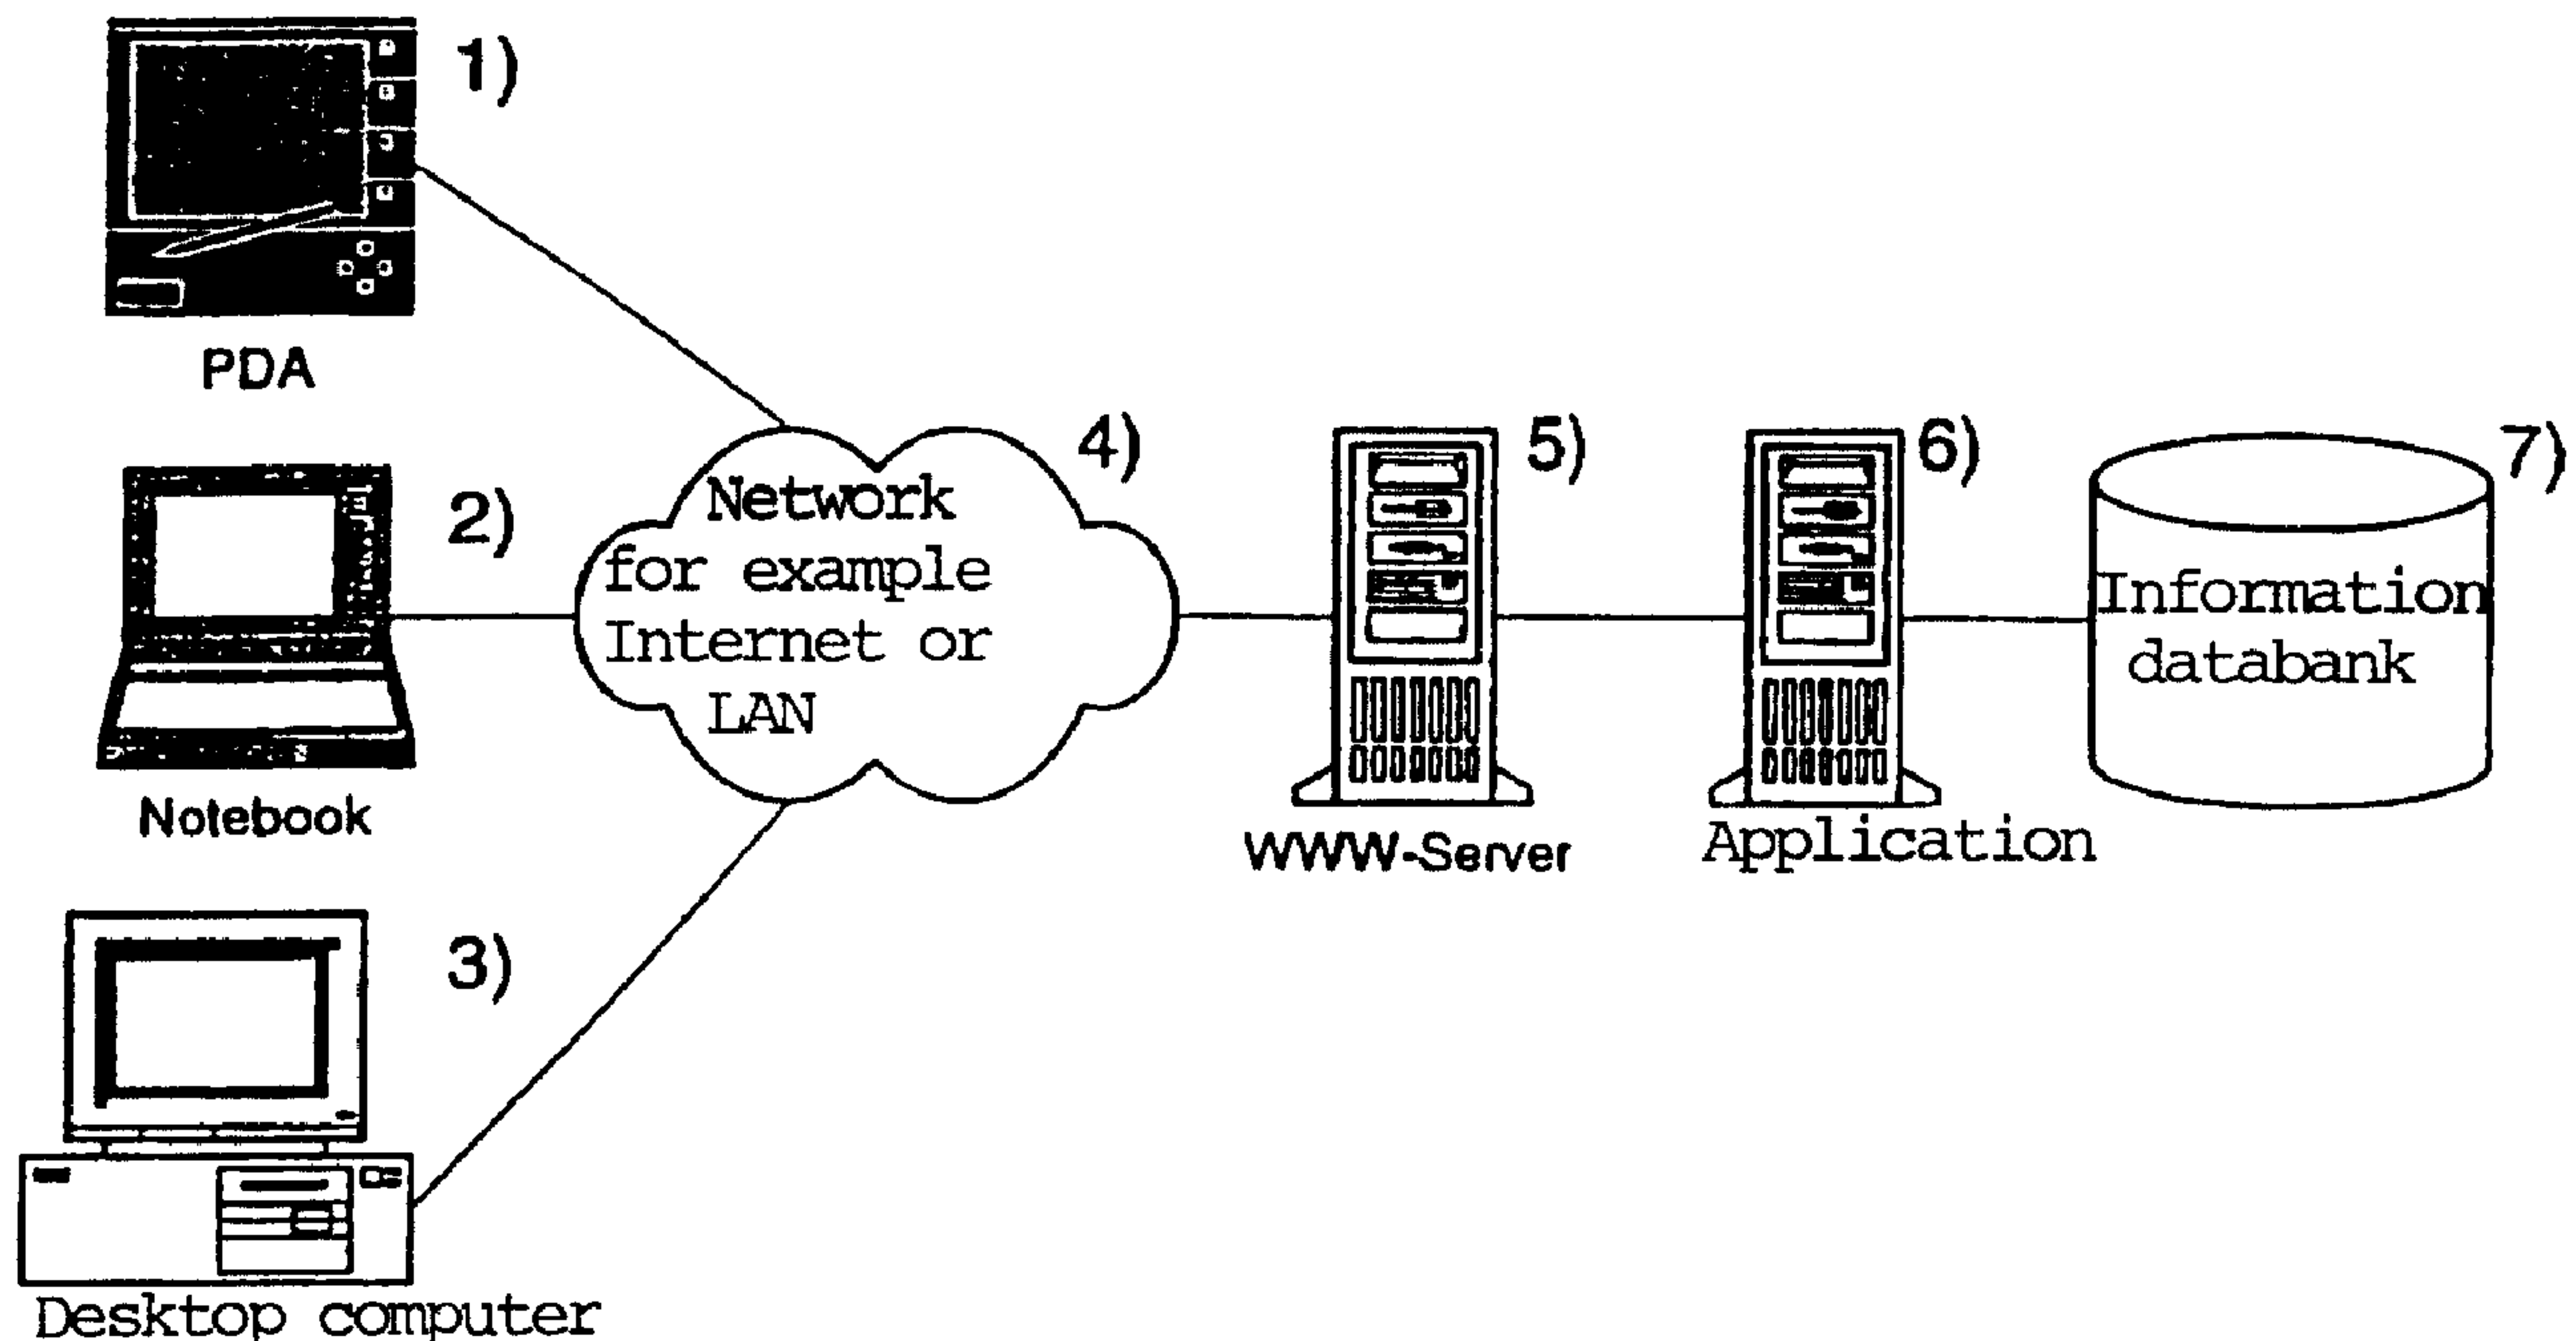 1)
PDA
2)
Notebook
3)
Desktop computer
4)
Network
for example
Internet or
LAN
5)
WWW-Server
6)
Application
7)
Information
databank